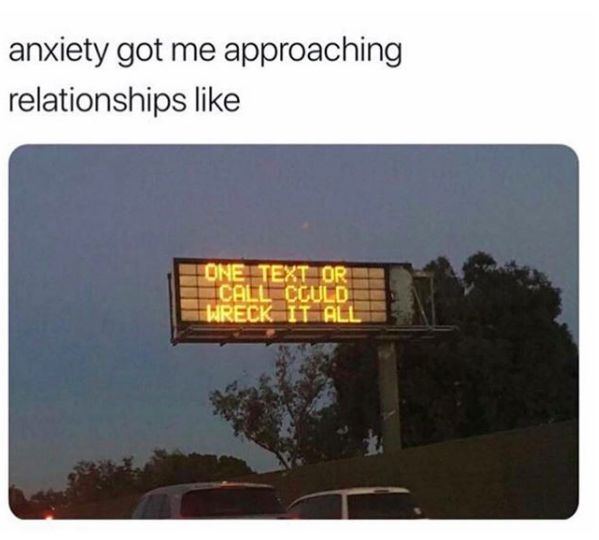 anxiety got me approaching
relationships like
ONE TEXT OR
CALL COULD
WRECK IT ALL